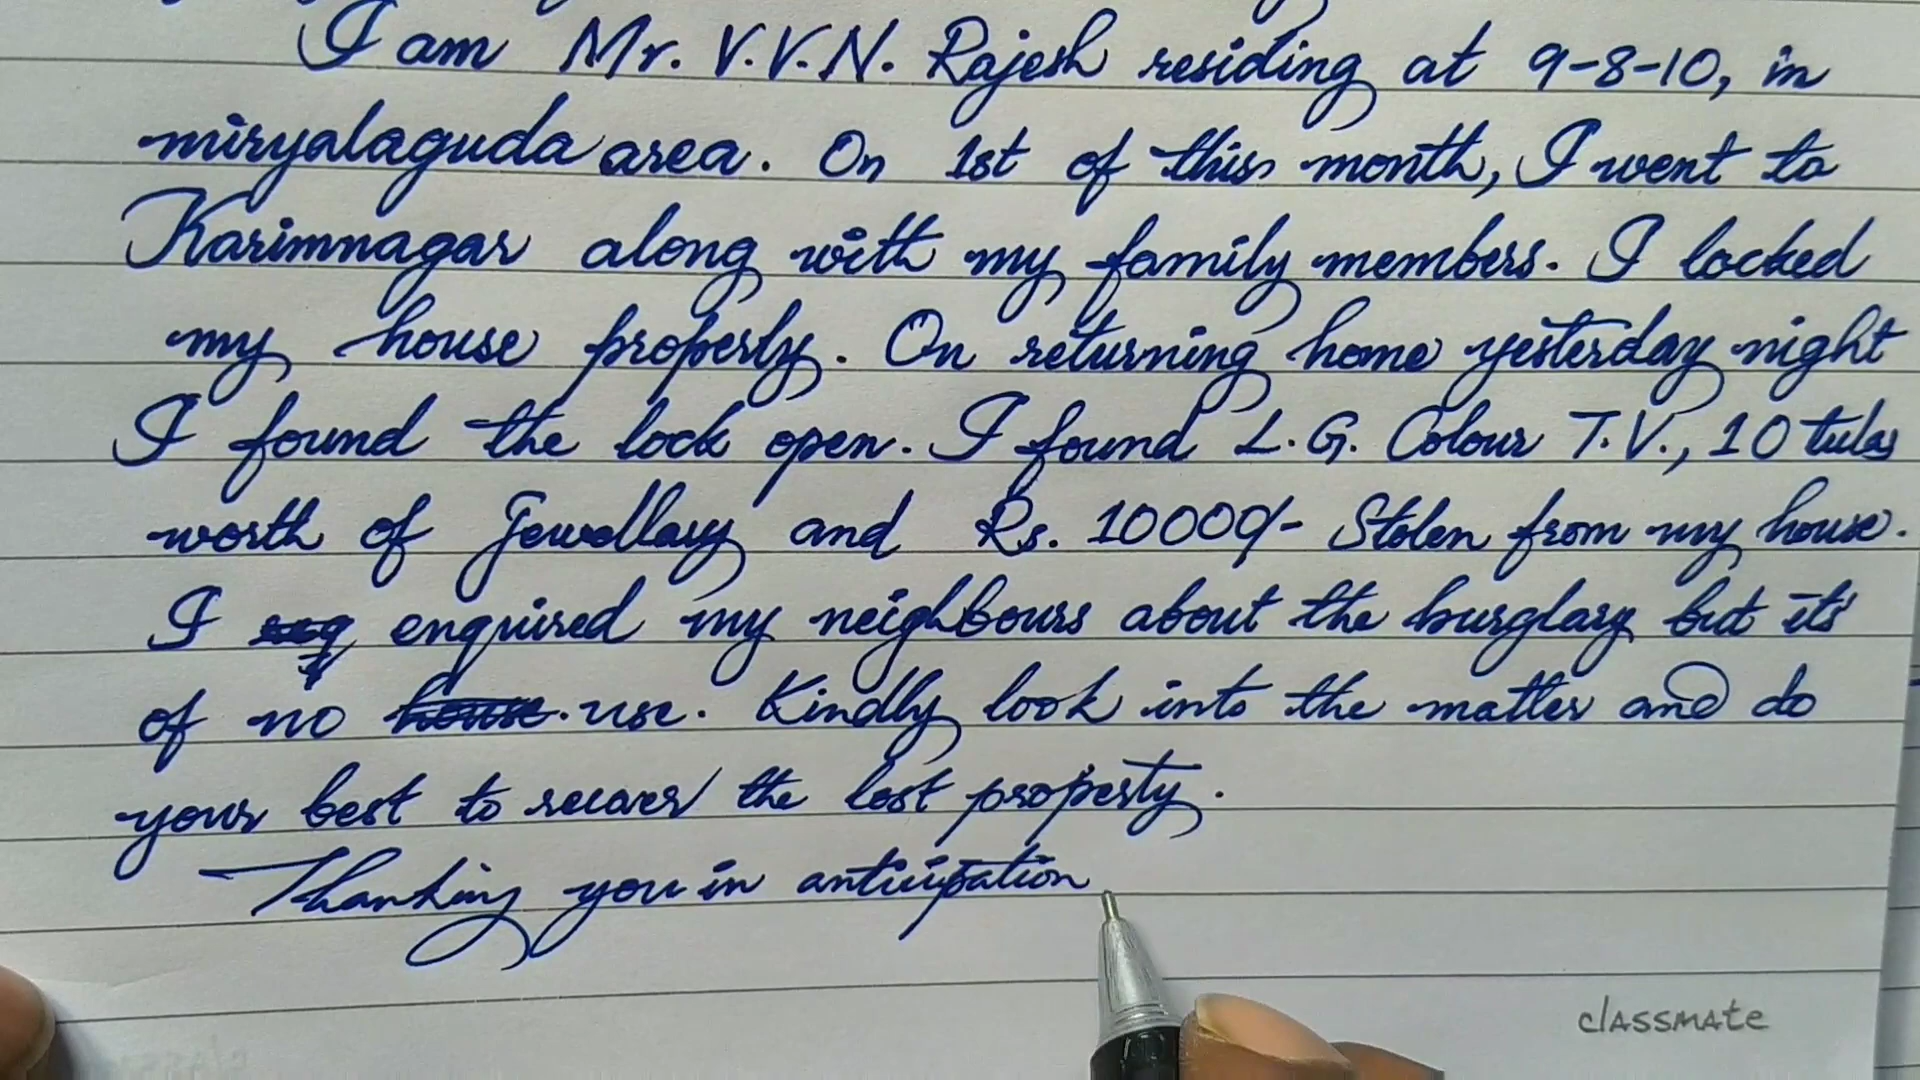 I am Mr. V.V.N. Rajesh residing at 9-8-10, in
miryalaguda area. On 1st of this month, I went to
Karimnagar along with my family members. I locked
my house properly. On returning home yesterday night
I found the lock open. I found L.G. Colour T.V., 10 tulas
worth of Jewellary and Rs. 10000/- Stolen from my house.
I enquired my neighbours about the burglary but its
of no house. use. Kindly look into the matter and do
your best to recover the lost property.
Thanking you in anticipation
classmate